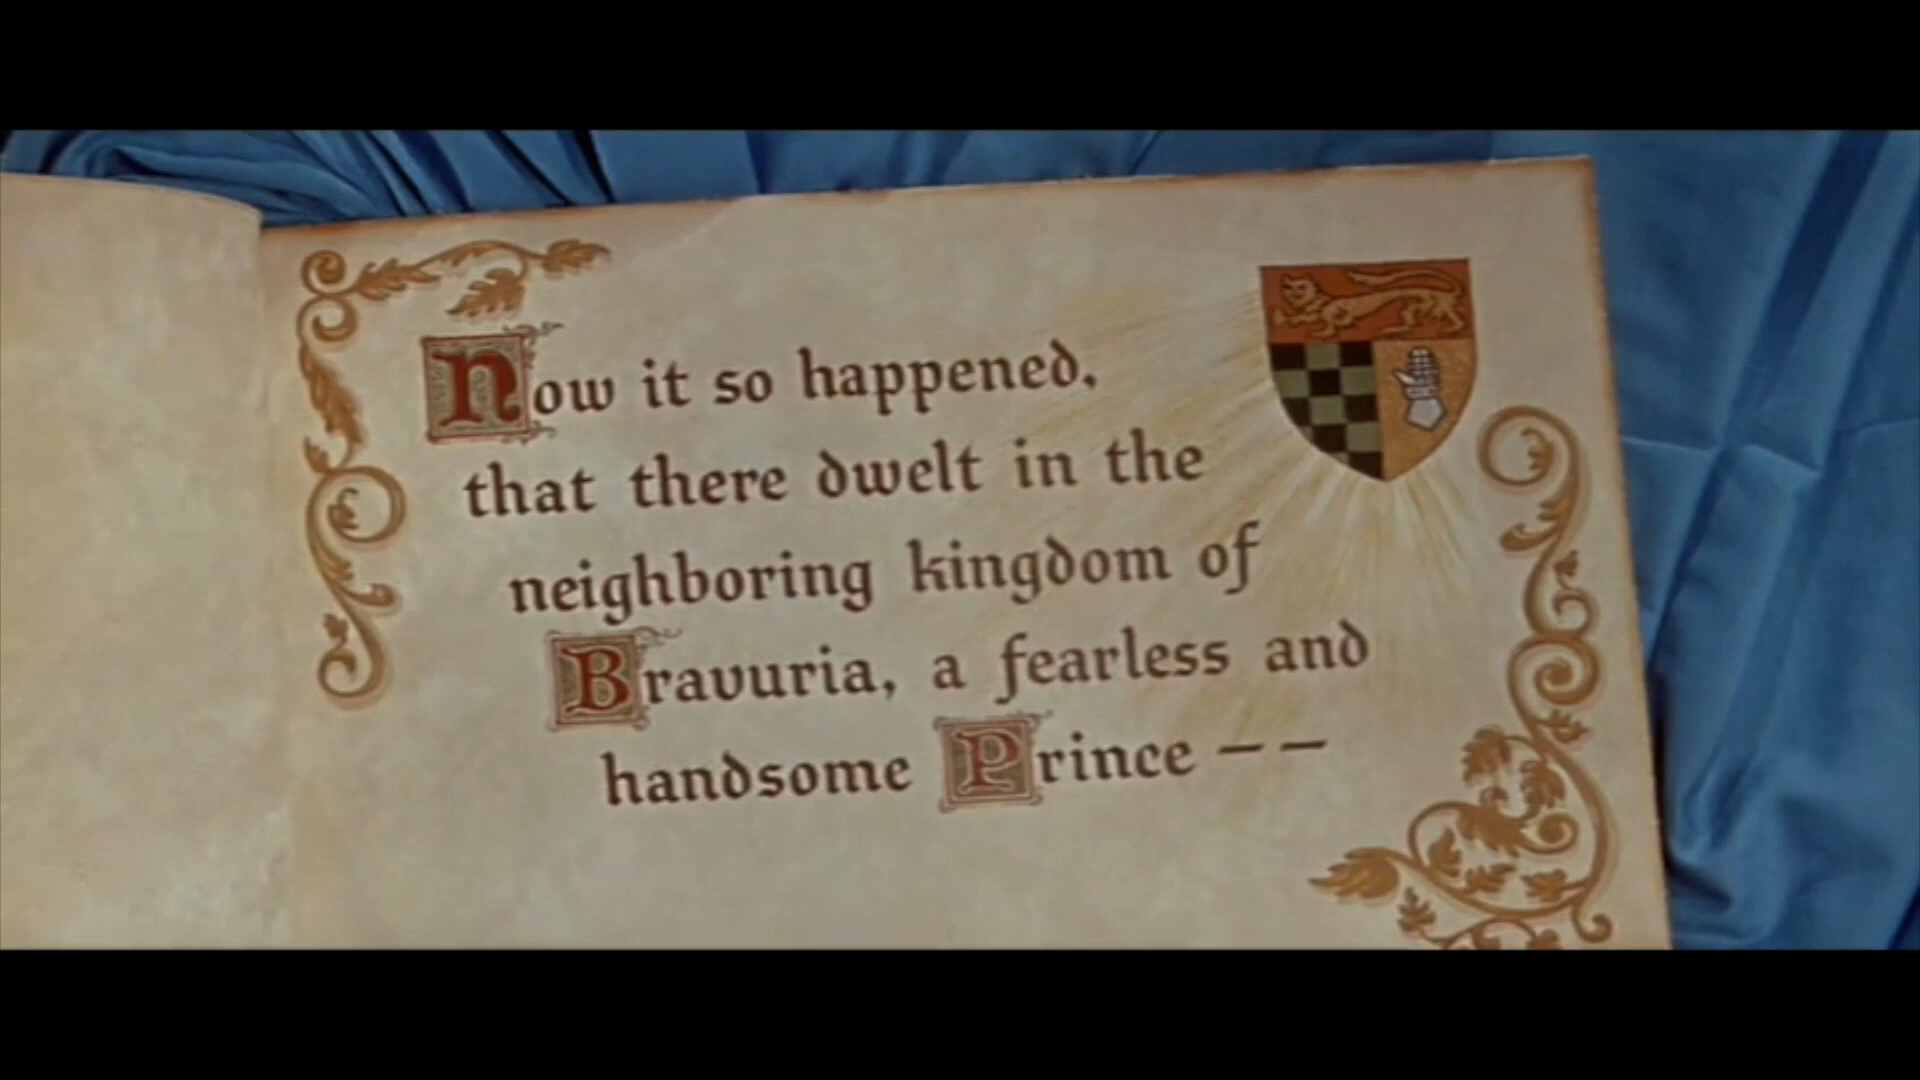 Now it so happened,
that there dwelt in the
neighboring kingdom of
Bravuria, a fearless and
handsome Prince — —